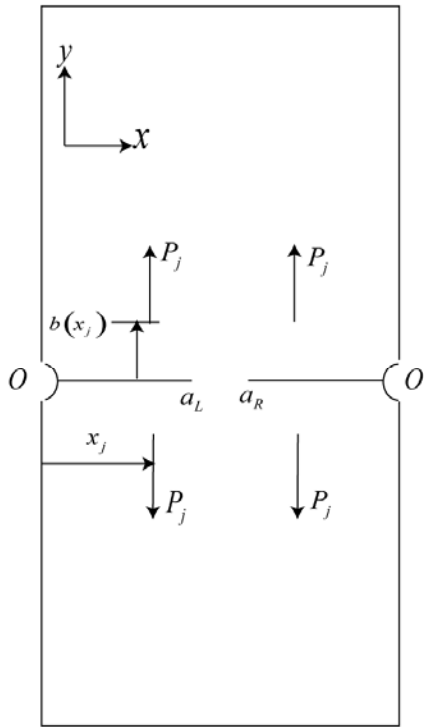 y
x
P_j P_j
b(x_j)
O O
a_L a_R
x_j
P_j P_j